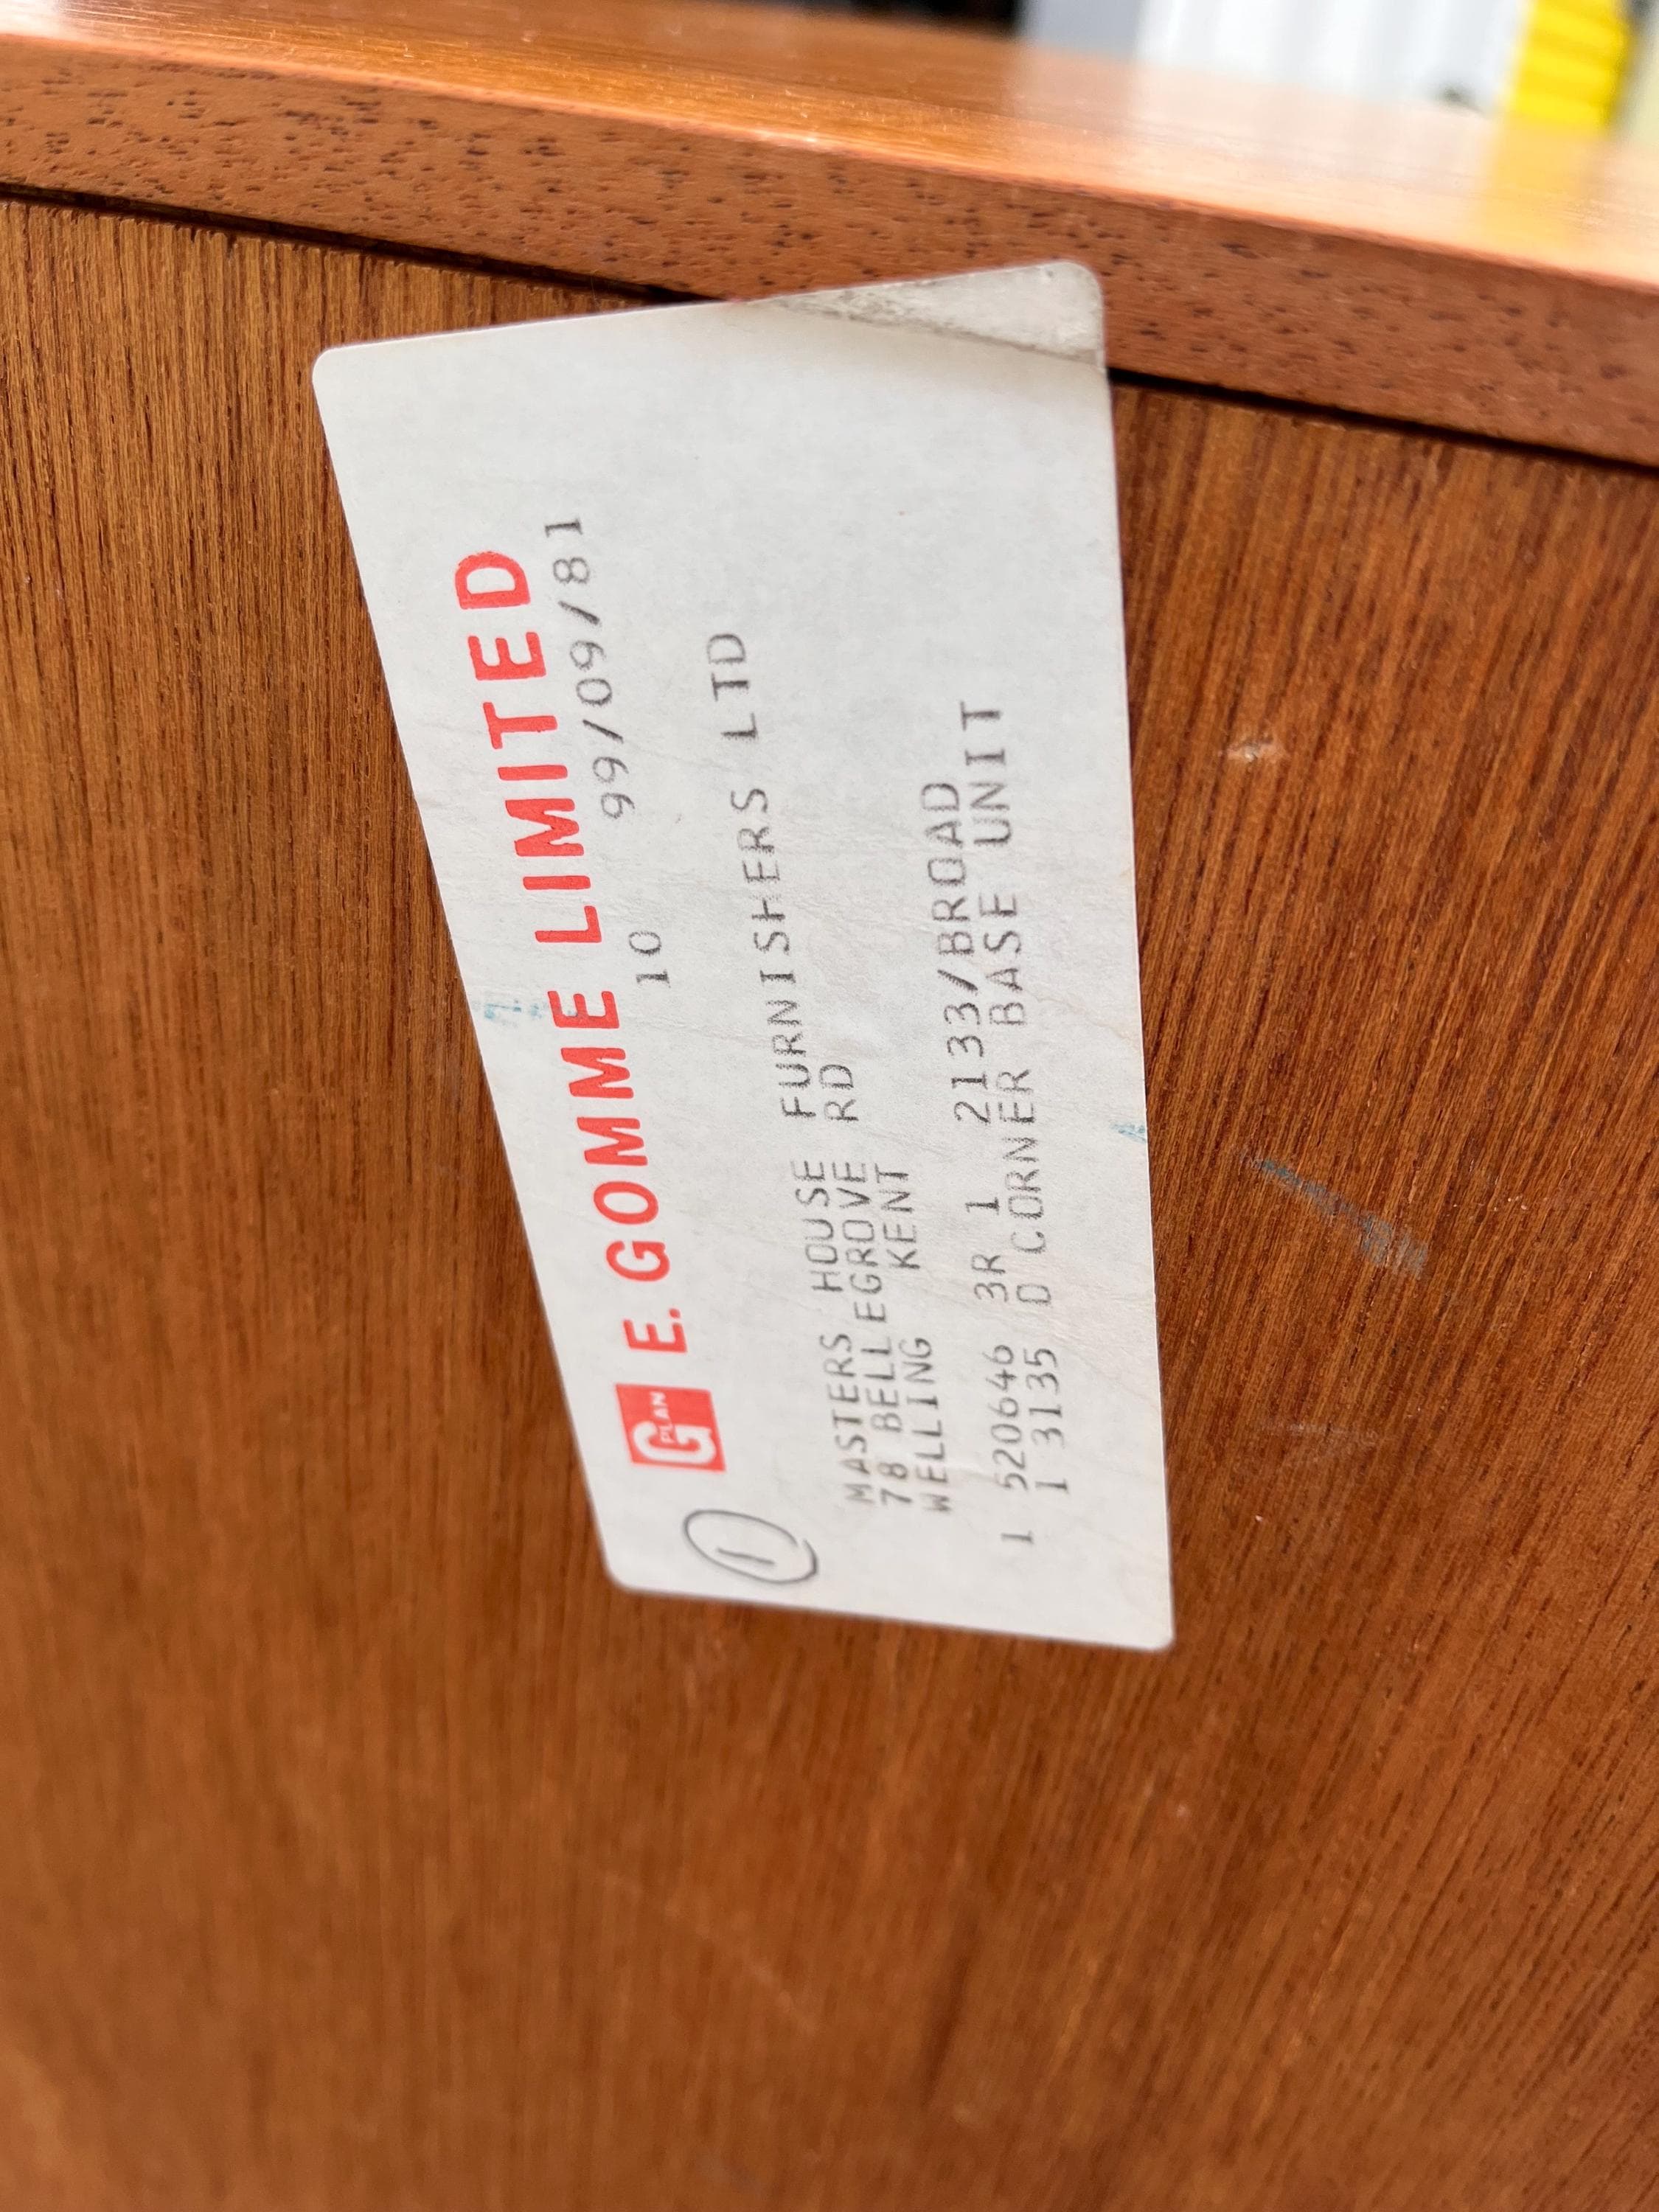 G PLAN E. GOMME LIMITED
1
10 99/09/81
MASTERS HOUSE FURNISHERS LTD
78 BELLEGROVE RD
WELLING KENT
1 520646 3R 1 2133/BROAD
1 3135 D CORNER BASE UNIT